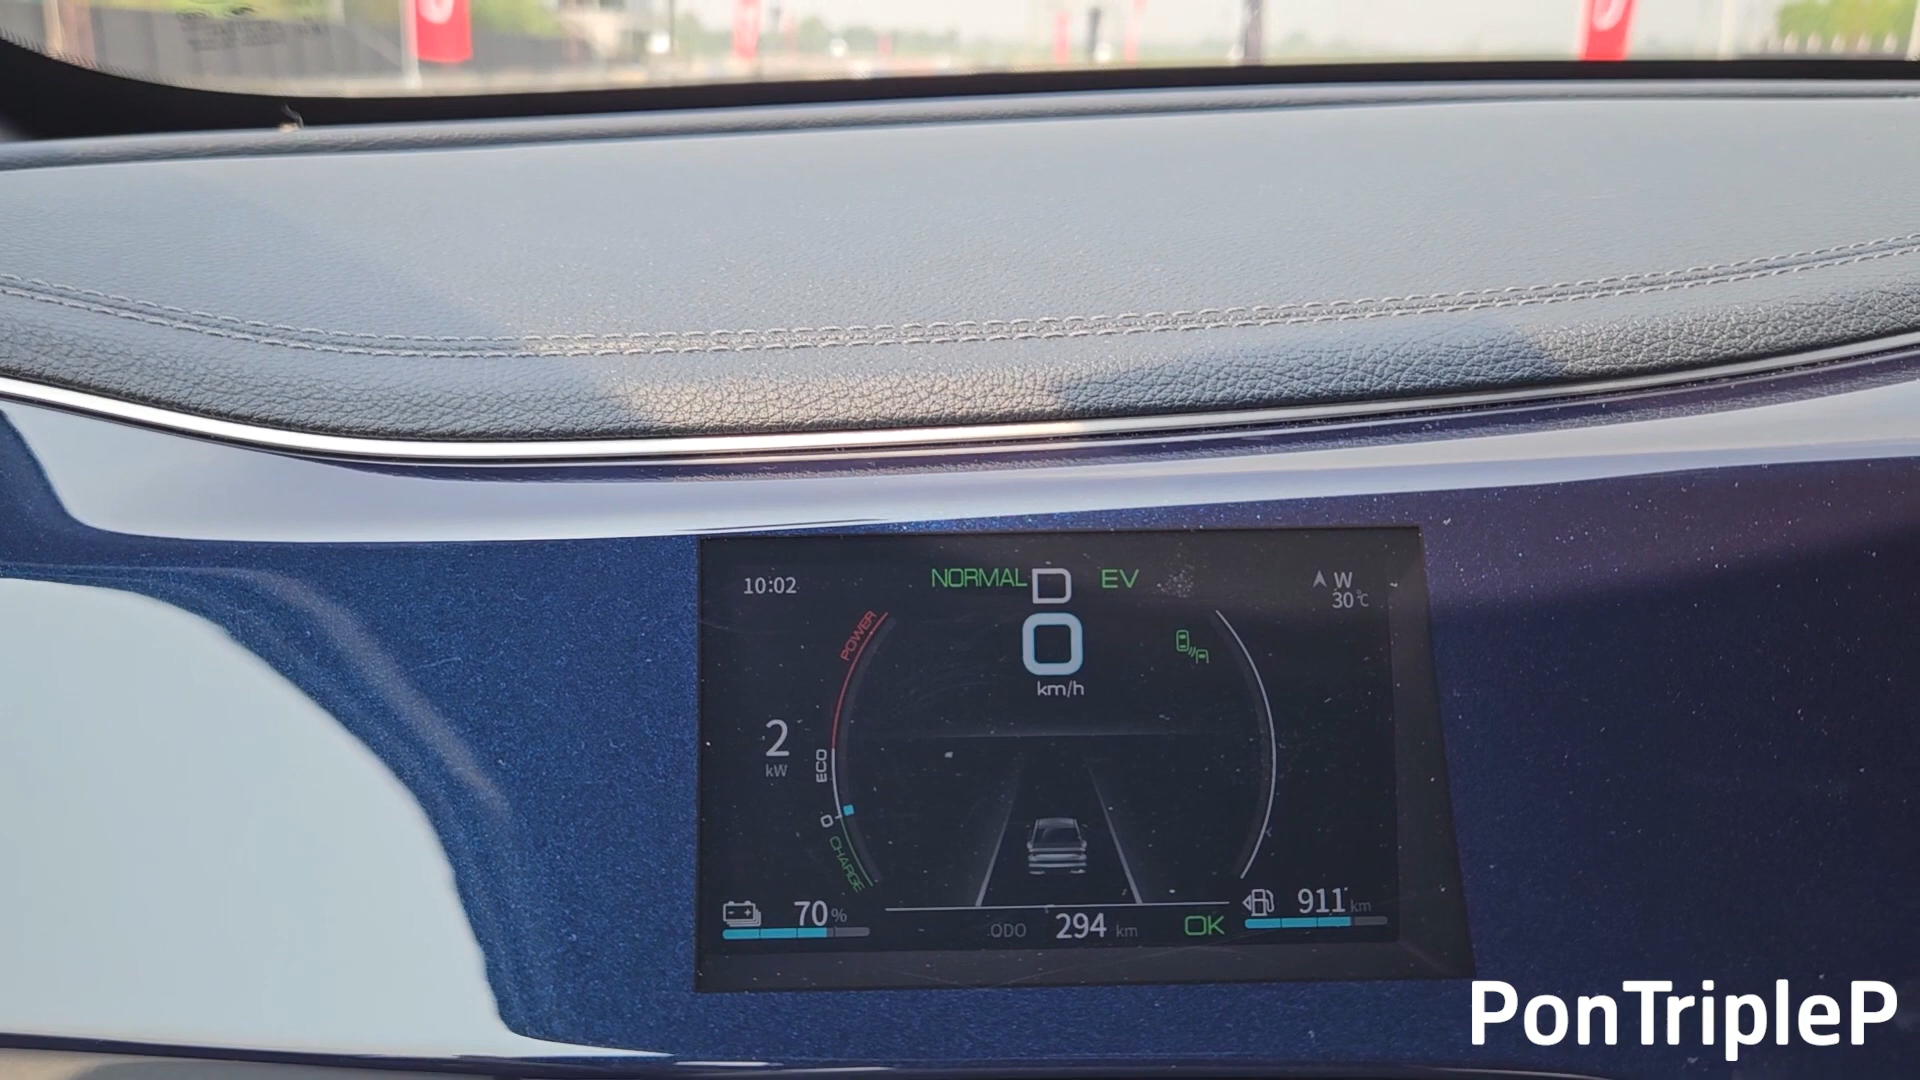 10:02
NORMAL D EV
W
30℃
POWER
0
km/h
2
kW
ECO
0
CHARGE
70%
ODO 294 km
OK
911 km
PonTripleP